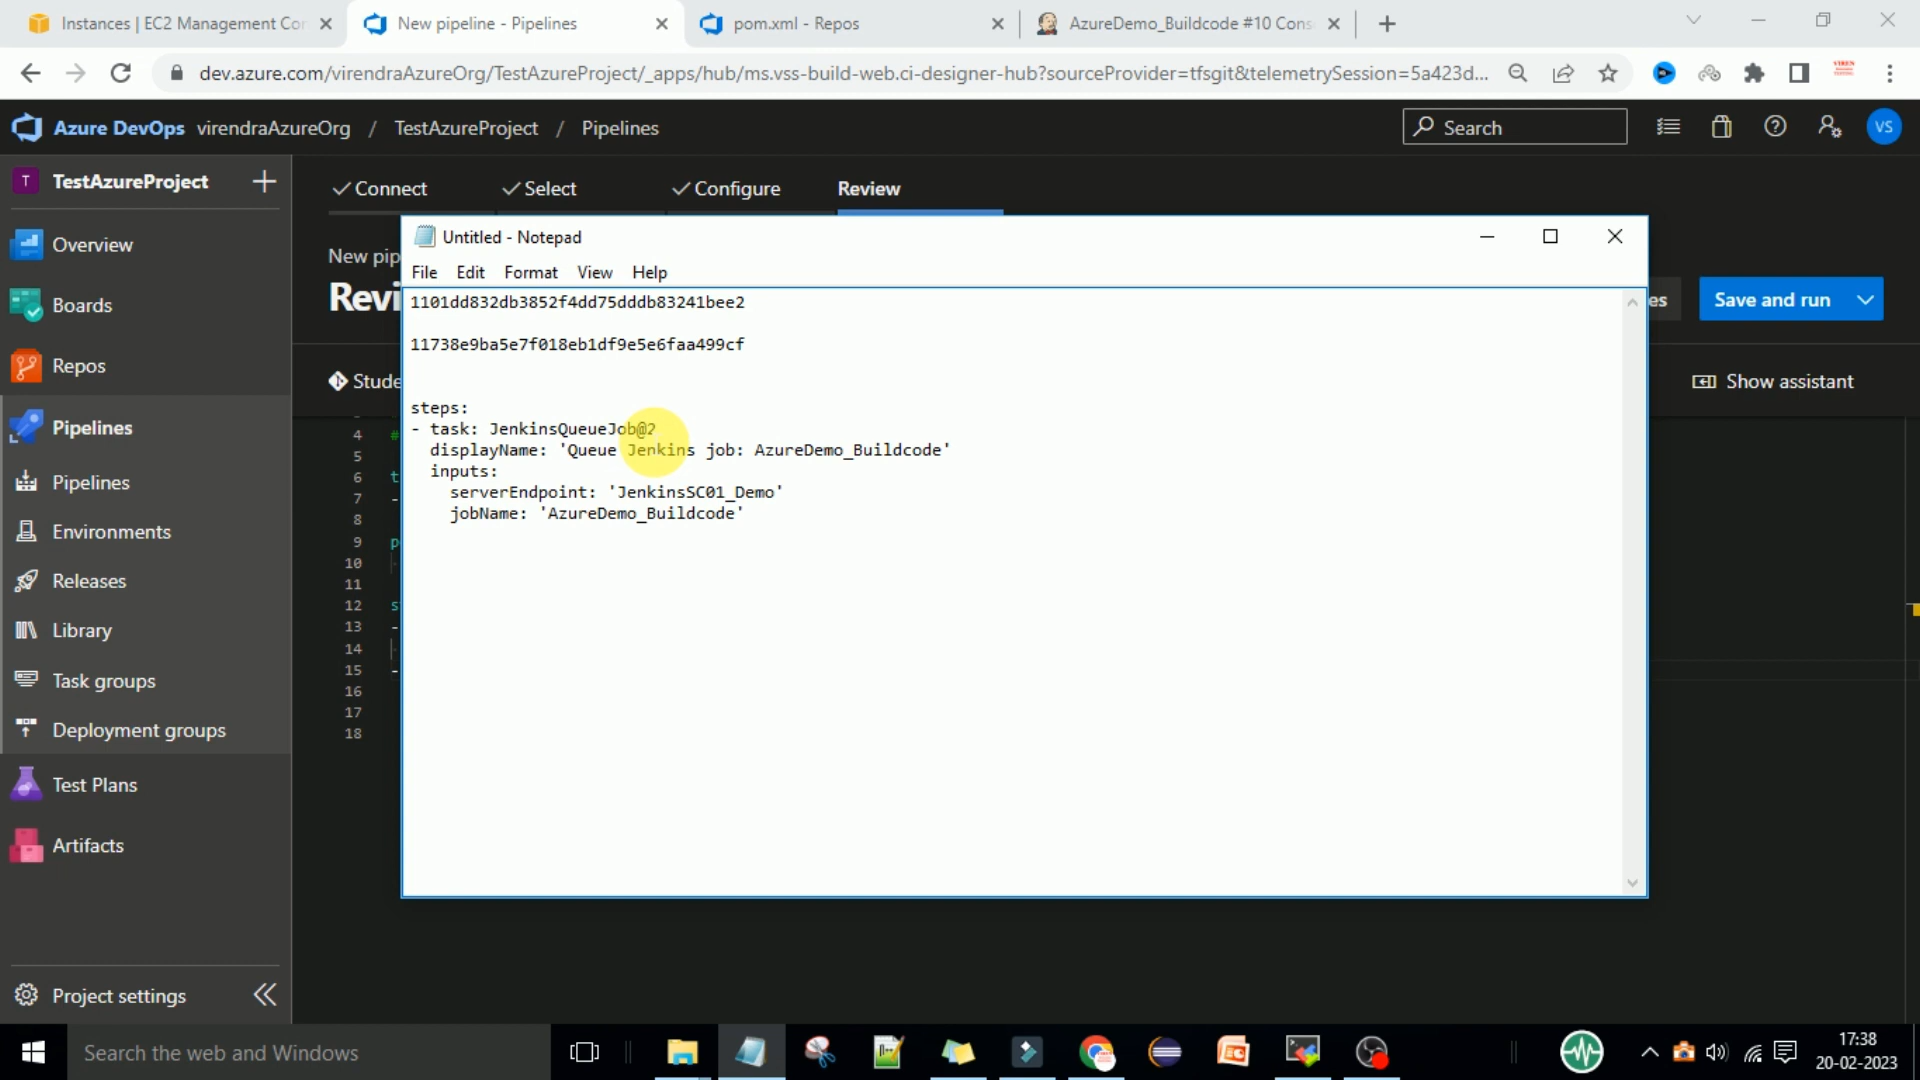 Instances | EC2 Management Con
New pipeline - Pipelines
pom.xml - Repos
AzureDemo_Buildcode #10 Cons
dev.azure.com/virendraAzureOrg/TestAzureProject/_apps/hub/ms.vss-build-web.ci-designer-hub?sourceProvider=tfsgit&telemetrySession=5a423d...
Azure DevOps virendraAzureOrg / TestAzureProject / Pipelines
Search
VS
T TestAzureProject
Connect Select Configure Review
Overview
Boards
Repos
Pipelines
Pipelines
Environments
Releases
Library
Task groups
Deployment groups
Test Plans
Artifacts
Project settings
New pip
Revi
es
Save and run
Stude
Show assistant
4 #
5
6 t
7 -
8
9 p
10
11
12 s
13 -
14
15 -
16
17
18
Untitled - Notepad
File Edit Format View Help
1101dd832db3852f4dd75dddb83241bee2
11738e9ba5e7f018eb1df9e5e6faa499cf
steps:
- task: JenkinsQueueJob@2
displayName: 'Queue Jenkins job: AzureDemo_Buildcode'
inputs:
serverEndpoint: 'JenkinsSC01_Demo'
jobName: 'AzureDemo_Buildcode'
Search the web and Windows
17:38
20-02-2023